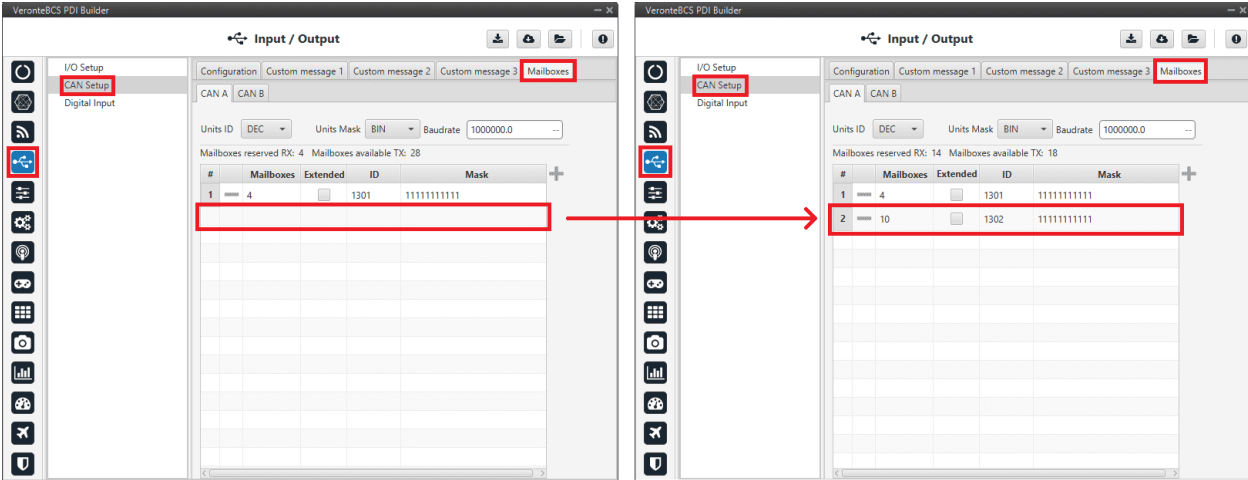 VeronteBCS PDI Builder
Input / Output
I/O Setup
CAN Setup
Digital Input
Configuration Custom message 1 Custom message 2 Custom message 3 Mailboxes
CAN A CAN B
Units ID DEC Units Mask BIN Baudrate 1000000.0 --
Mailboxes reserved RX: 4 Mailboxes available TX: 28
# Mailboxes Extended ID Mask
1 4 1301 11111111111
VeronteBCS PDI Builder
Input / Output
I/O Setup
CAN Setup
Digital Input
Configuration Custom message 1 Custom message 2 Custom message 3 Mailboxes
CAN A CAN B
Units ID DEC Units Mask BIN Baudrate 1000000.0 --
Mailboxes reserved RX: 14 Mailboxes available TX: 18
# Mailboxes Extended ID Mask
1 4 1301 11111111111
2 10 1302 11111111111